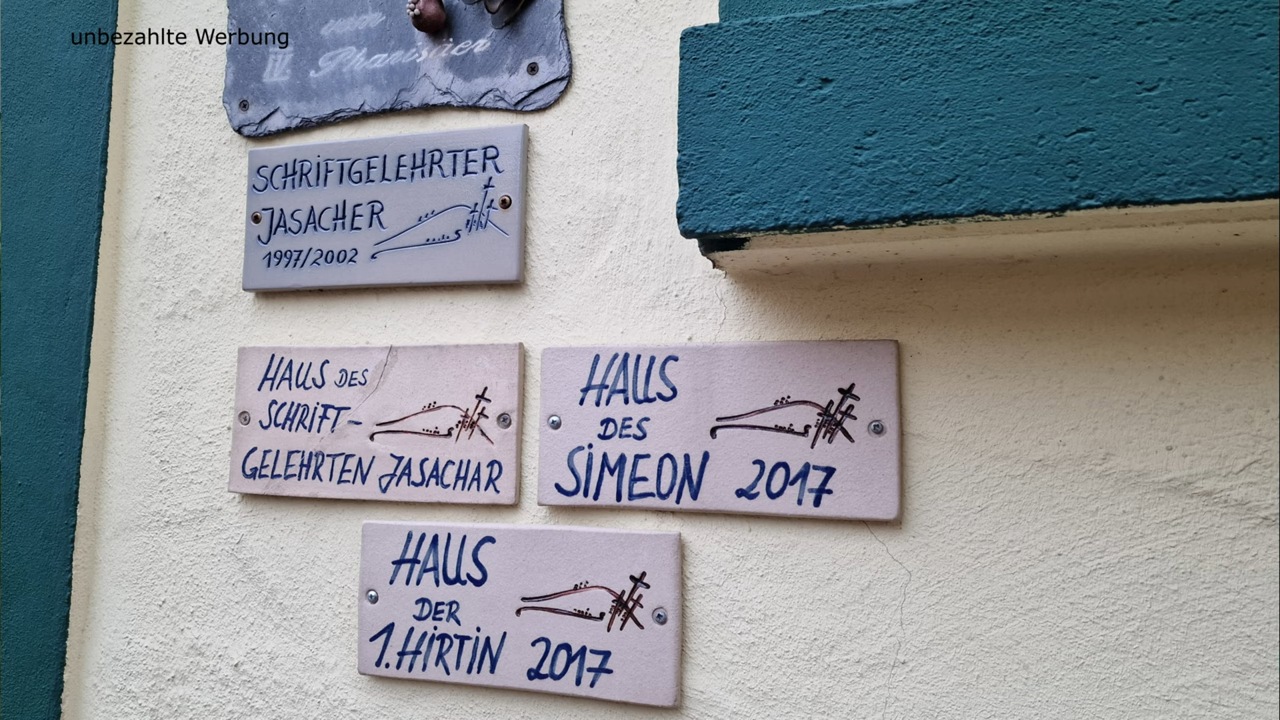 unbezahlte Werbung
IV. Pharisäer
SCHRIFTGELEHRTER
JASACHER
1997/2002
HAUS DES
SCHRIFT-
GELEHRTEN JASACHAR
HAUS
DES
SIMEON 2017
HAUS
DER
1. HIRTIN 2017